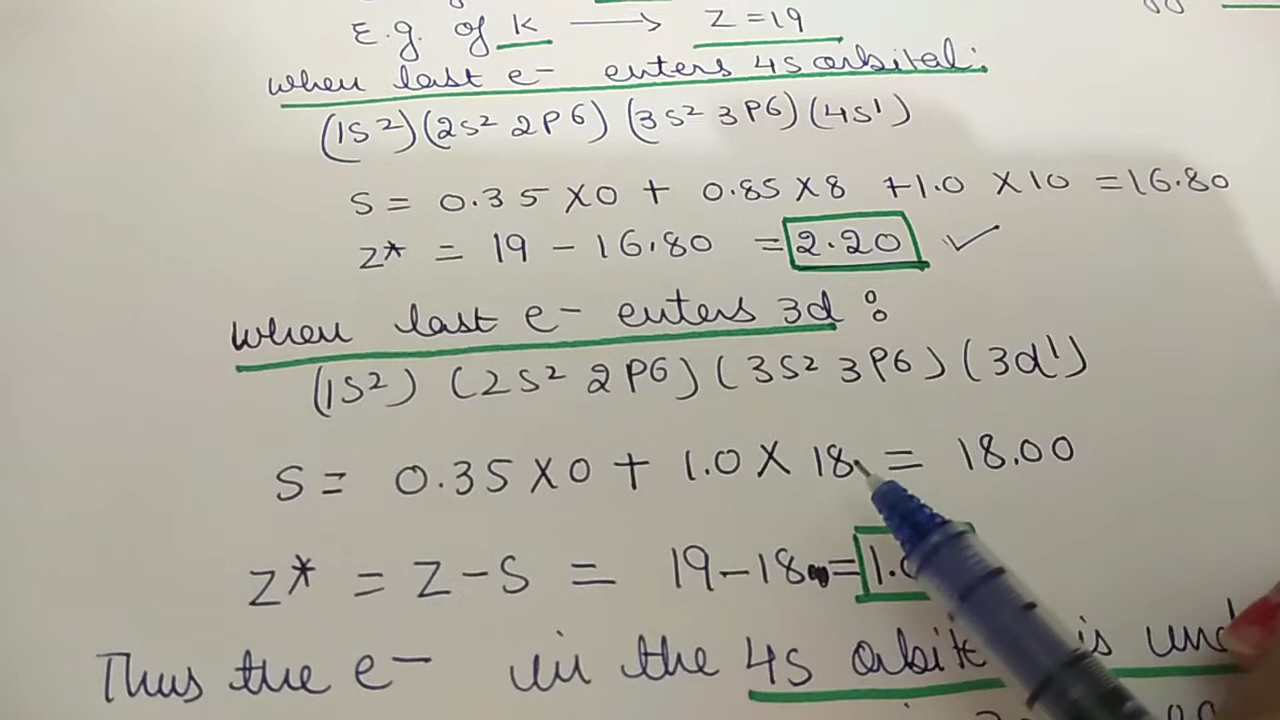 E.g. of K → Z = 19
when last e- enters 4s orbital:
(1s2)(2s2 2p6)(3s2 3p6)(4s1)
S = 0.35 X 0 + 0.85 X 8 + 1.0 X 10 = 16.80
Z* = 19 - 16.80 = 2.20 ✓
when last e- enters 3d :
(1s2) (2s2 2p6) (3s2 3p6) (3d1)
S = 0.35 X 0 + 1.0 X 18 = 18.00
Z* = Z - S = 19 - 18 =
Thus the e- in the 4s is